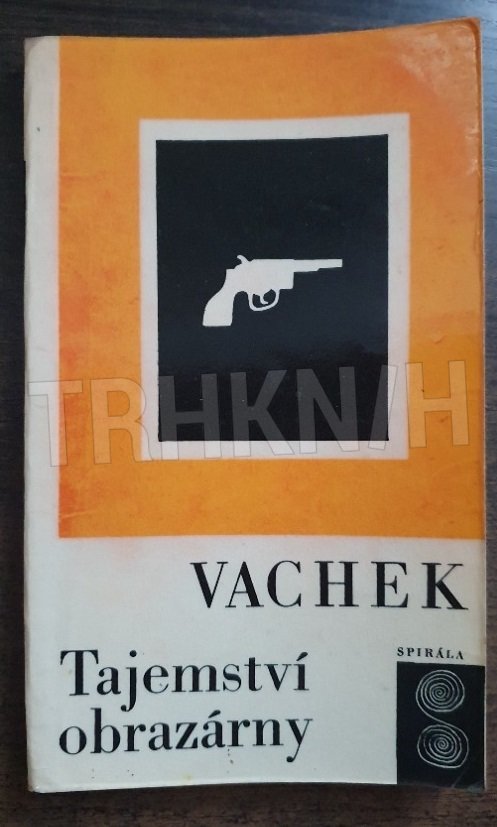 TRHKNIH
VACHEK
SPIRÁLA
Tajemství
obrazárny